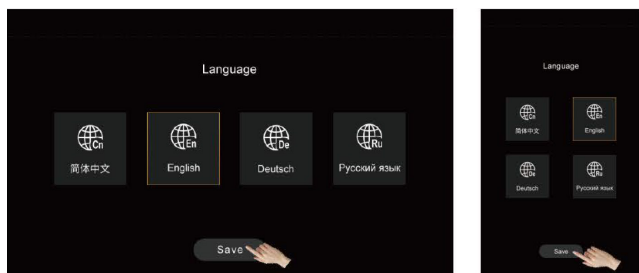 Language
Cn
简体中文
En
English
De
Deutsch
Ru
Русский язык
Save
Language
Cn
简体中文
En
English
De
Deutsch
Ru
Русский язык
Save